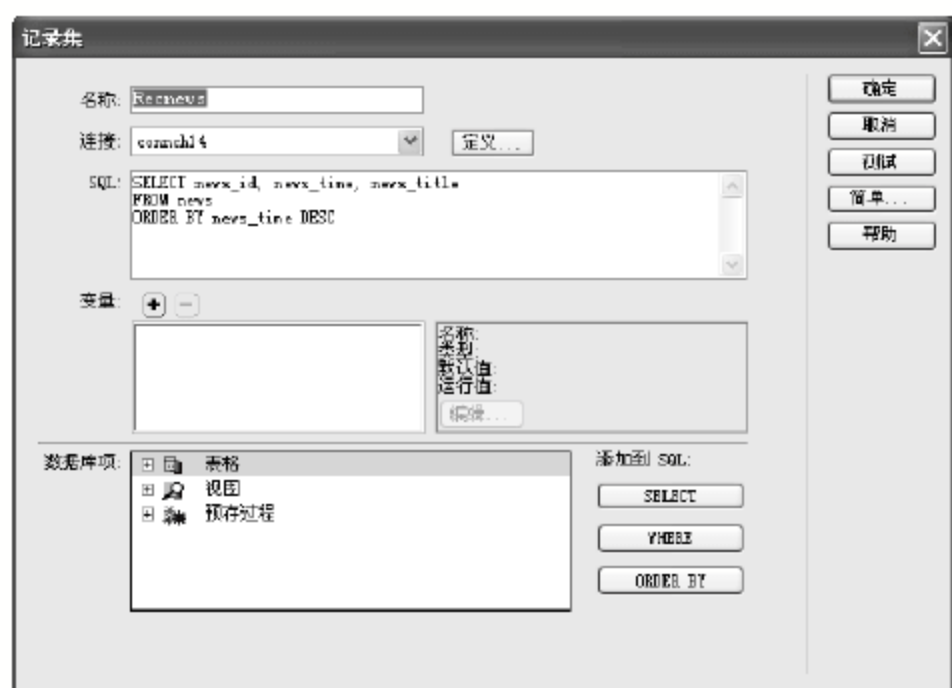 记录集
名称: Recnews
确定
连接: connch14 定义...
取消
SQL: SELECT news_id, news_time, news_title
FROM news
ORDER BY news_time DESC
测试
简单...
帮助
变量:
名称:
类别:
默认值:
运行值:
编辑...
数据库项: 表格
视图
预存过程
添加到 SQL:
SELECT
WHERE
ORDER BY